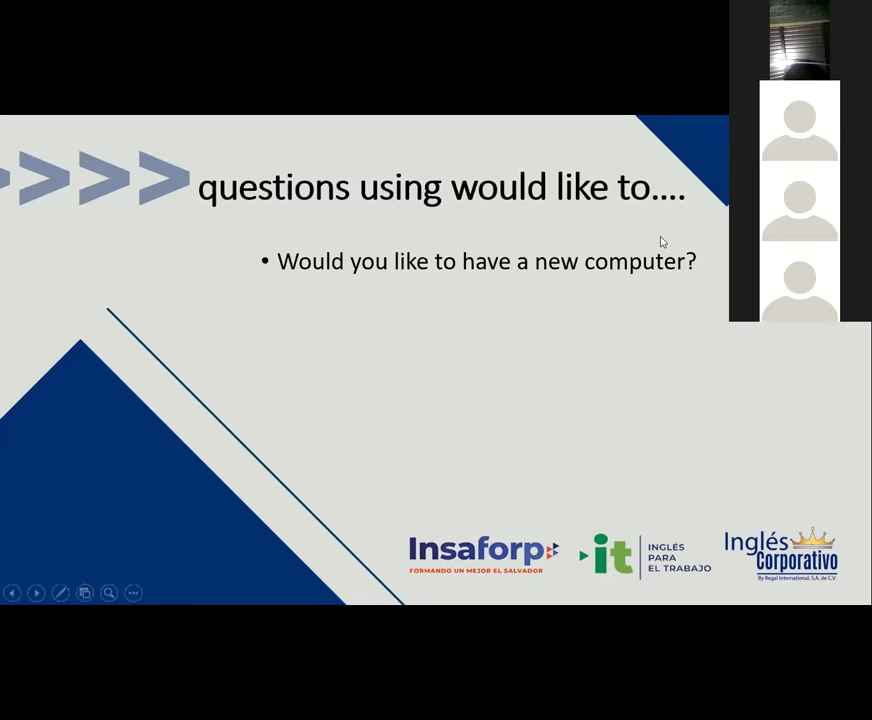 >>>> questions using would like to....
• Would you like to have a new computer?
Insaforp
FORMANDO UN MEJOR EL SALVADOR
it
INGLÉS
PARA
EL TRABAJO
Inglés
Corporativo
By Regal International, S.A. de C.V.